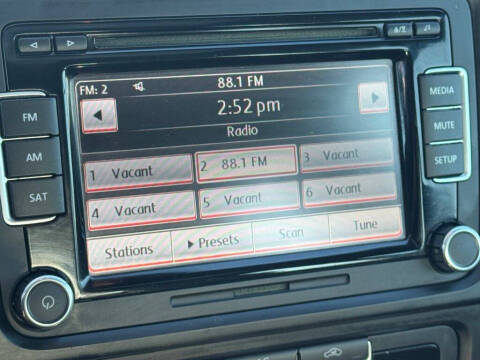 FM: 2 88.1 FM
2:52 pm
Radio
1 Vacant 2 88.1 FM 3 Vacant
4 Vacant 5 Vacant 6 Vacant
Stations Presets Scan Tune
FM
AM
SAT
MEDIA
MUTE
SETUP